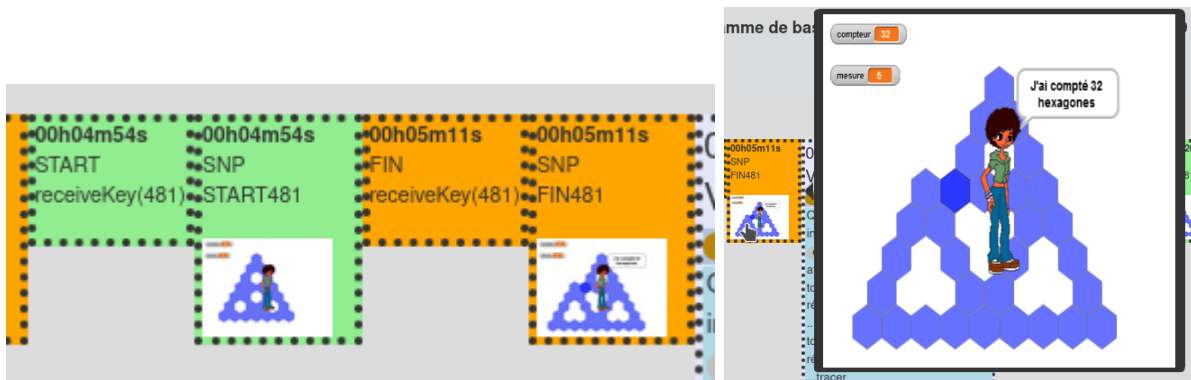 00h04m54s
START
receiveKey(481)
00h04m54s
SNP
START481
00h05m11s
FIN
receiveKey(481)
00h05m11s
SNP
FIN481
amme de bas
00h05m11s
SNP
FIN481
compteur 32
mesure 5
J'ai compté 32
hexagones
tracer